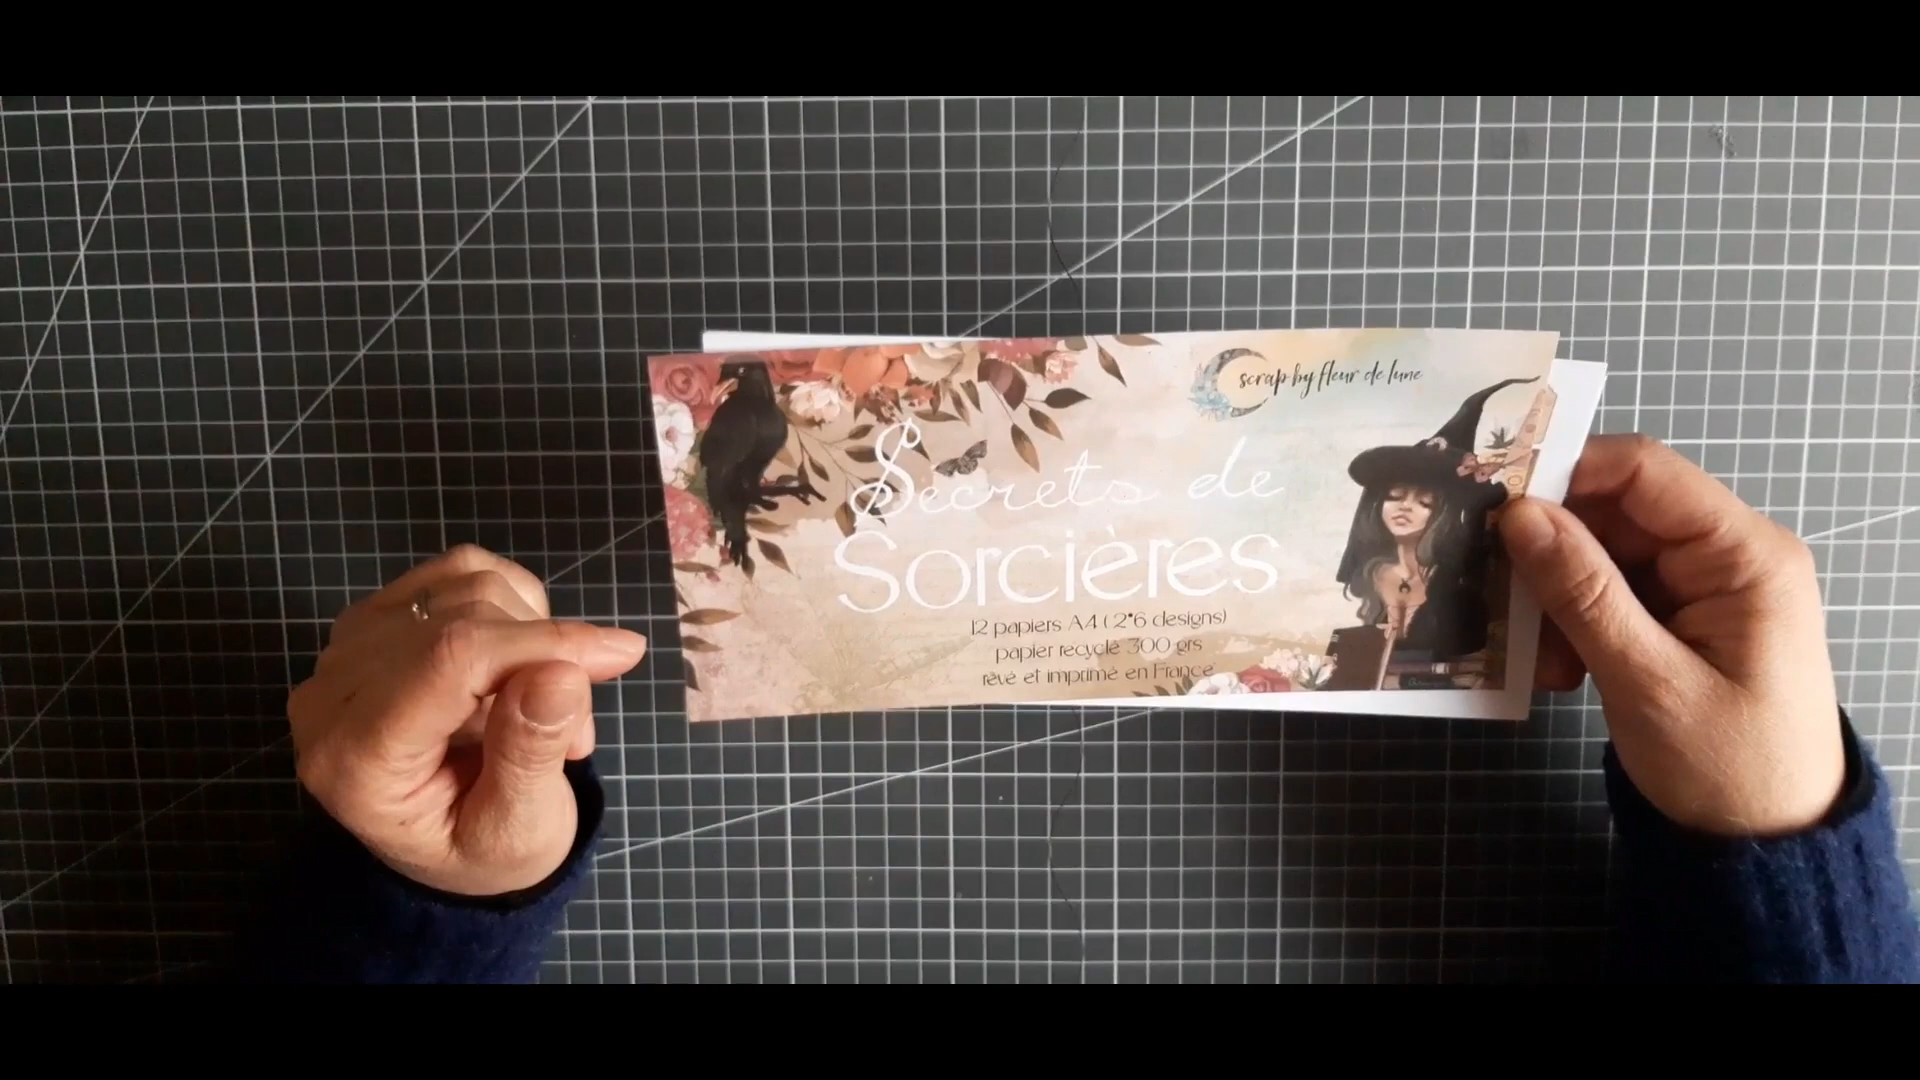 scrap by fleur de lune
Secrets de
Sorcières
12 papiers A4 ( 2*6 designs)
papier recyclé 300 grs
rêvé et imprimé en France